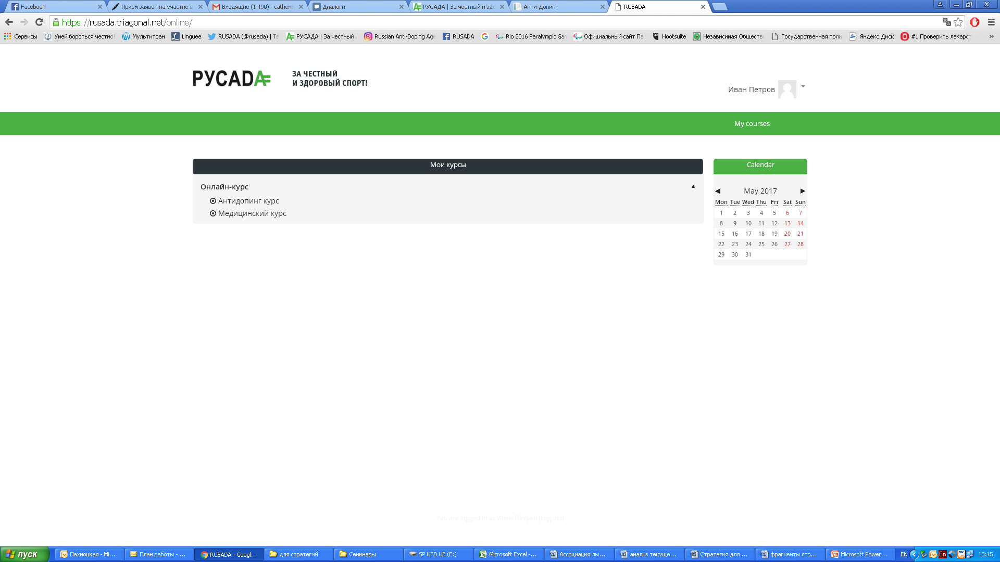 Facebook
Прием заявок на участие в
Входящие (1 490) - catherin
Диалоги
РУСАДА | За честный и здо
Анти-Допинг
RUSADA
https://rusada.triagonal.net/online/
Сервисы
Умей бороться честно!
Мультитран
Linguee
RUSADA (@rusada) | Тв
РУСАДА | За честный
Russian Anti-Doping Age
RUSADA
Rio 2016 Paralympic Gam
Официальный сайт Пар
Hootsuite
Независимая Обществе
Государственная поли
Яндекс.Диск
#1 Проверить лекарст
РУСАДА
ЗА ЧЕСТНЫЙ
И ЗДОРОВЫЙ СПОРТ!
Иван Петров
My courses
Мои курсы
Онлайн-курс
Антидопинг курс
Медицинский курс
Calendar
May 2017
Mon Tue Wed Thu Fri Sat Sun
1 2 3 4 5 6 7
8 9 10 11 12 13 14
15 16 17 18 19 20 21
22 23 24 25 26 27 28
29 30 31
You are logged in as Иван Петров (Log out)
пуск
Пахноцкая - Mi...
План работы - ...
RUSADA - Googl...
для стратегий
Семинары
SP UFD U2 (F:)
Microsoft Excel -...
Ассоциация лы...
анализ текуще...
Стратегия для ...
фрагменты стр...
Microsoft Power...
EN
En
15:15